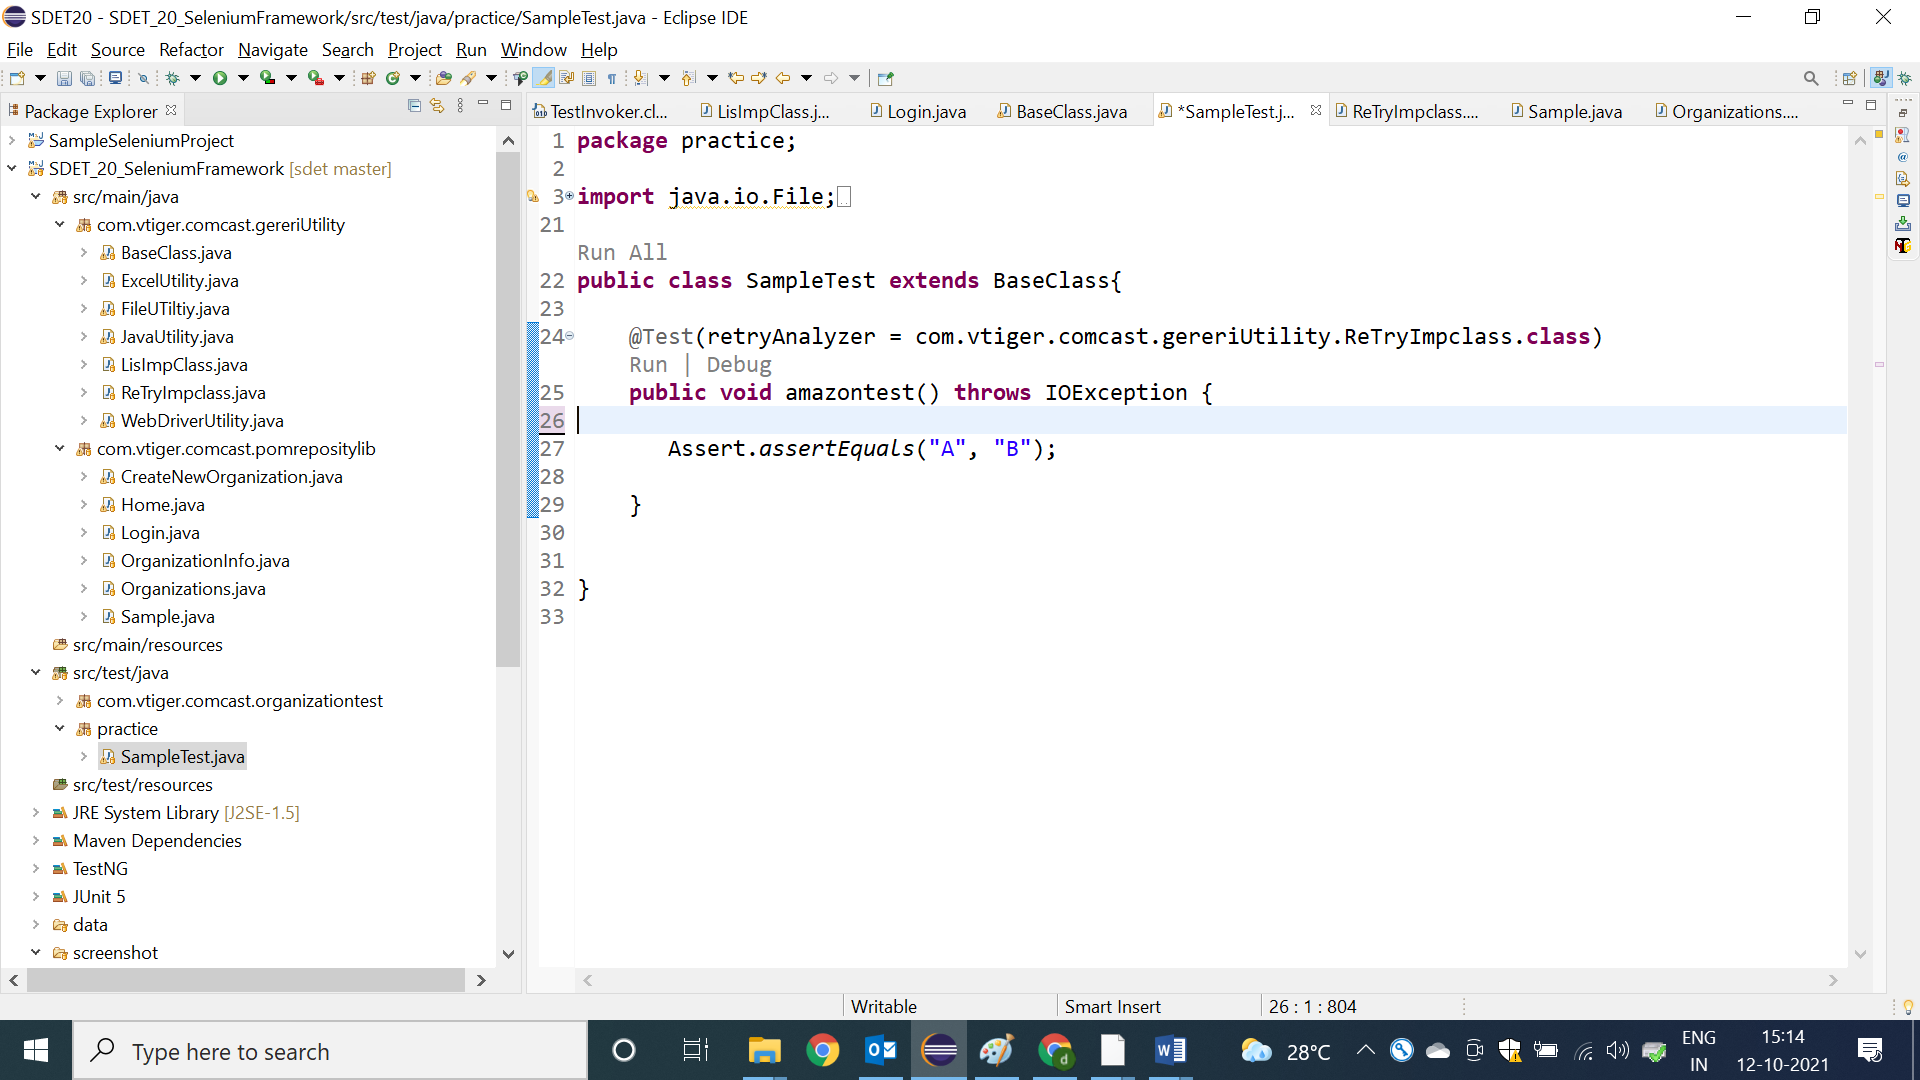 SDET20 - SDET_20_SeleniumFramework/src/test/java/practice/SampleTest.java - Eclipse IDE
File Edit Source Refactor Navigate Search Project Run Window Help
Package Explorer
SampleSeleniumProject
SDET_20_SeleniumFramework [sdet master]
src/main/java
com.vtiger.comcast.gereriUtility
BaseClass.java
ExcelUtility.java
FileUTiltiy.java
JavaUtility.java
LisImpClass.java
ReTryImpclass.java
WebDriverUtility.java
com.vtiger.comcast.pomrepositylib
CreateNewOrganization.java
Home.java
Login.java
OrganizationInfo.java
Organizations.java
Sample.java
src/main/resources
src/test/java
com.vtiger.comcast.organizationtest
practice
SampleTest.java
src/test/resources
JRE System Library [J2SE-1.5]
Maven Dependencies
TestNG
JUnit 5
data
screenshot
TestInvoker.cl... LisImpClass.j... Login.java BaseClass.java *SampleTest.j... ReTryImpclass.... Sample.java Organizations....
1 package practice;
2
3 import java.io.File;
21
Run All
22 public class SampleTest extends BaseClass{
23
24 @Test(retryAnalyzer = com.vtiger.comcast.gereriUtility.ReTryImpclass.class)
Run | Debug
25 public void amazontest() throws IOException {
26
27 Assert.assertEquals("A", "B");
28
29 }
30
31
32 }
33
Writable Smart Insert 26 : 1 : 804
Type here to search
28°C
ENG
IN
15:14
12-10-2021